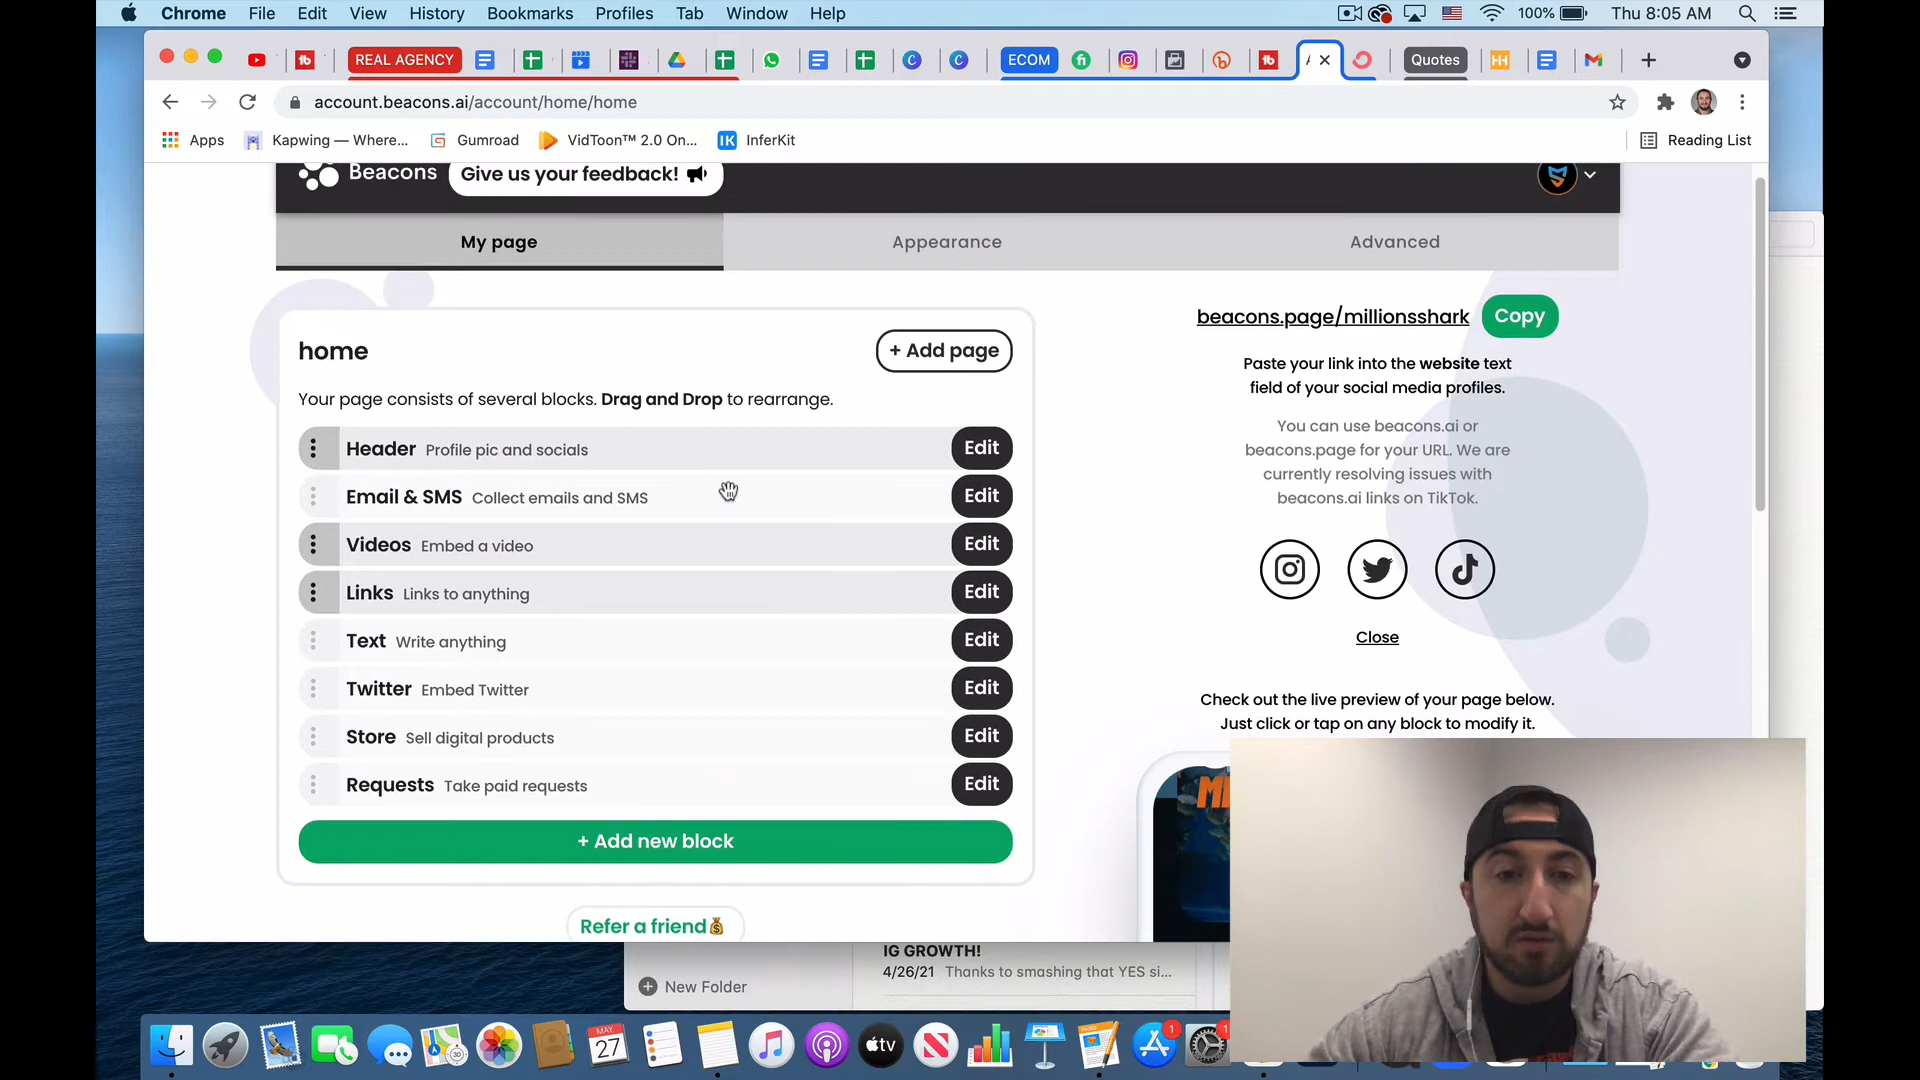 Chrome File Edit View History Bookmarks Profiles Tab Window Help 100% Thu 8:05 AM
REAL AGENCY ECOM Quotes
account.beacons.ai/account/home/home
Apps Kapwing — Where... Gumroad VidToon™ 2.0 On... IK InferKit Reading List
Beacons Give us your feedback!
My page Appearance Advanced
home + Add page
Your page consists of several blocks. Drag and Drop to rearrange.
Header Profile pic and socials Edit
Email & SMS Collect emails and SMS Edit
Videos Embed a video Edit
Links Links to anything Edit
Text Write anything Edit
Twitter Embed Twitter Edit
Store Sell digital products Edit
Requests Take paid requests Edit
+ Add new block
Refer a friend💰
beacons.page/millionsshark Copy
Paste your link into the website text
field of your social media profiles.
You can use beacons.ai or
beacons.page for your URL. We are
currently resolving issues with
beacons.ai links on TikTok.
Close
Check out the live preview of your page below.
Just click or tap on any block to modify it.
IG GROWTH!
4/26/21 Thanks to smashing that YES si...
New Folder
MAY
27
tv
1
1